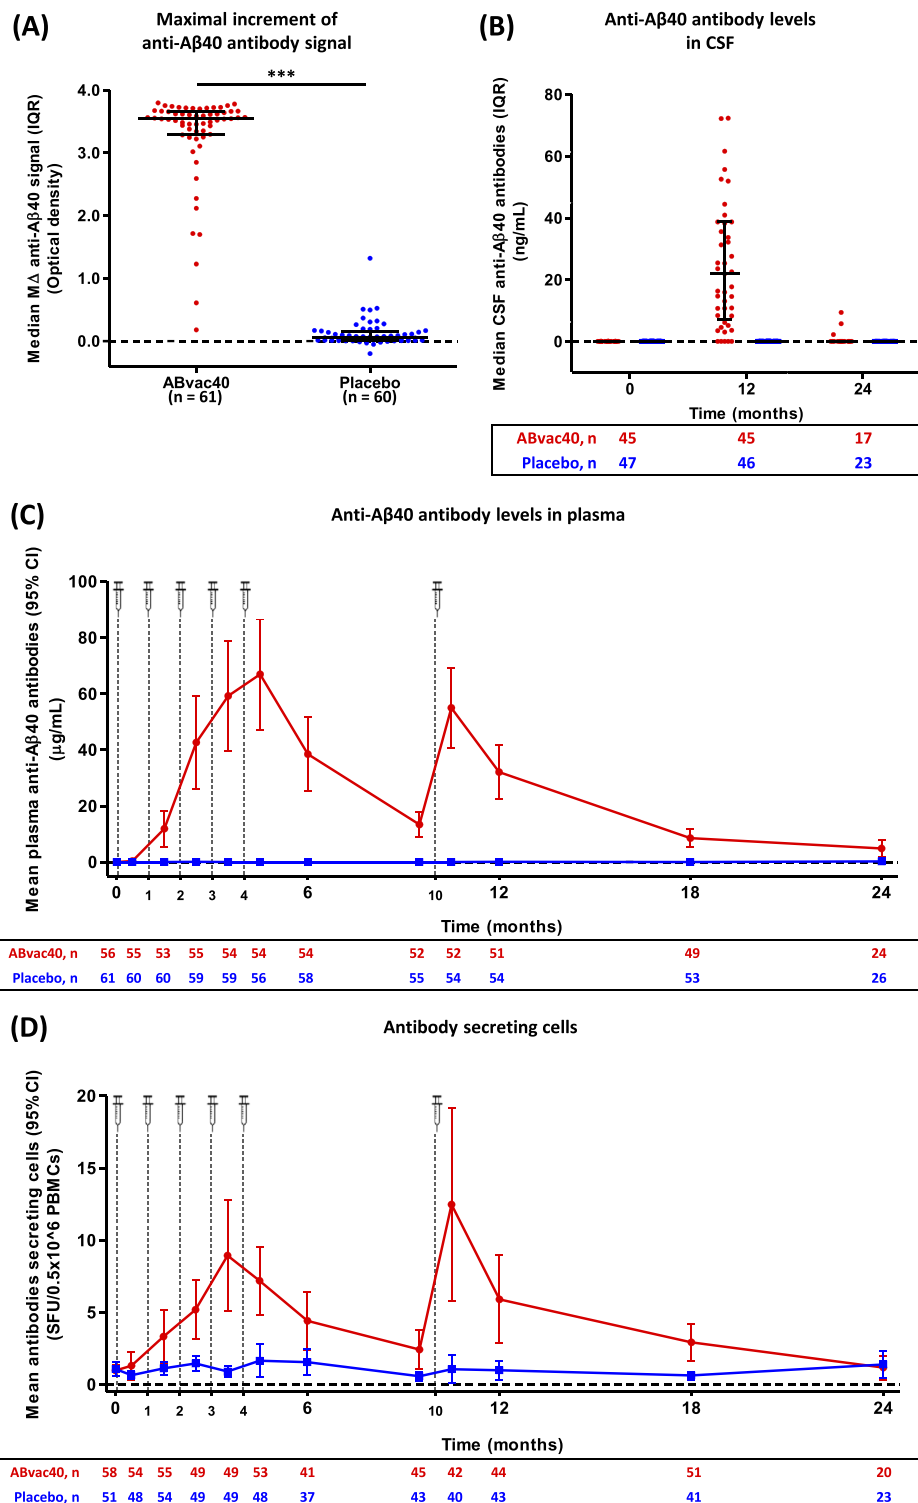 (A)
Maximal increment of
anti-Aβ40 antibody signal
***
Median MΔ anti-Aβ40 signal (IQR)
(Optical density)
4.0
3.0
2.0
1.0
0.0
ABvac40
(n = 61)
Placebo
(n = 60)
(B)
Anti-Aβ40 antibody levels
in CSF
Median CSF anti-Aβ40 antibodies (IQR)
(ng/mL)
80
60
40
20
0
0 12 24
Time (months)
ABvac40, n 45 45 17
Placebo, n 47 46 23
(C)
Anti-Aβ40 antibody levels in plasma
Mean plasma anti-Aβ40 antibodies (95% CI)
(μg/mL)
100
80
60
40
20
0
0 1 2 3 4 6 10 12 18 24
Time (months)
ABvac40, n 56 55 53 55 54 54 54 52 52 51 49 24
Placebo, n 61 60 60 59 59 56 58 55 54 54 53 26
(D)
Antibody secreting cells
Mean antibodies secreting cells (95%CI)
(SFU/0.5x10^6 PBMCs)
20
15
10
5
0
0 1 2 3 4 6 10 12 18 24
Time (months)
ABvac40, n 58 54 55 49 49 53 41 45 42 44 51 20
Placebo, n 51 48 54 49 49 48 37 43 40 43 41 23